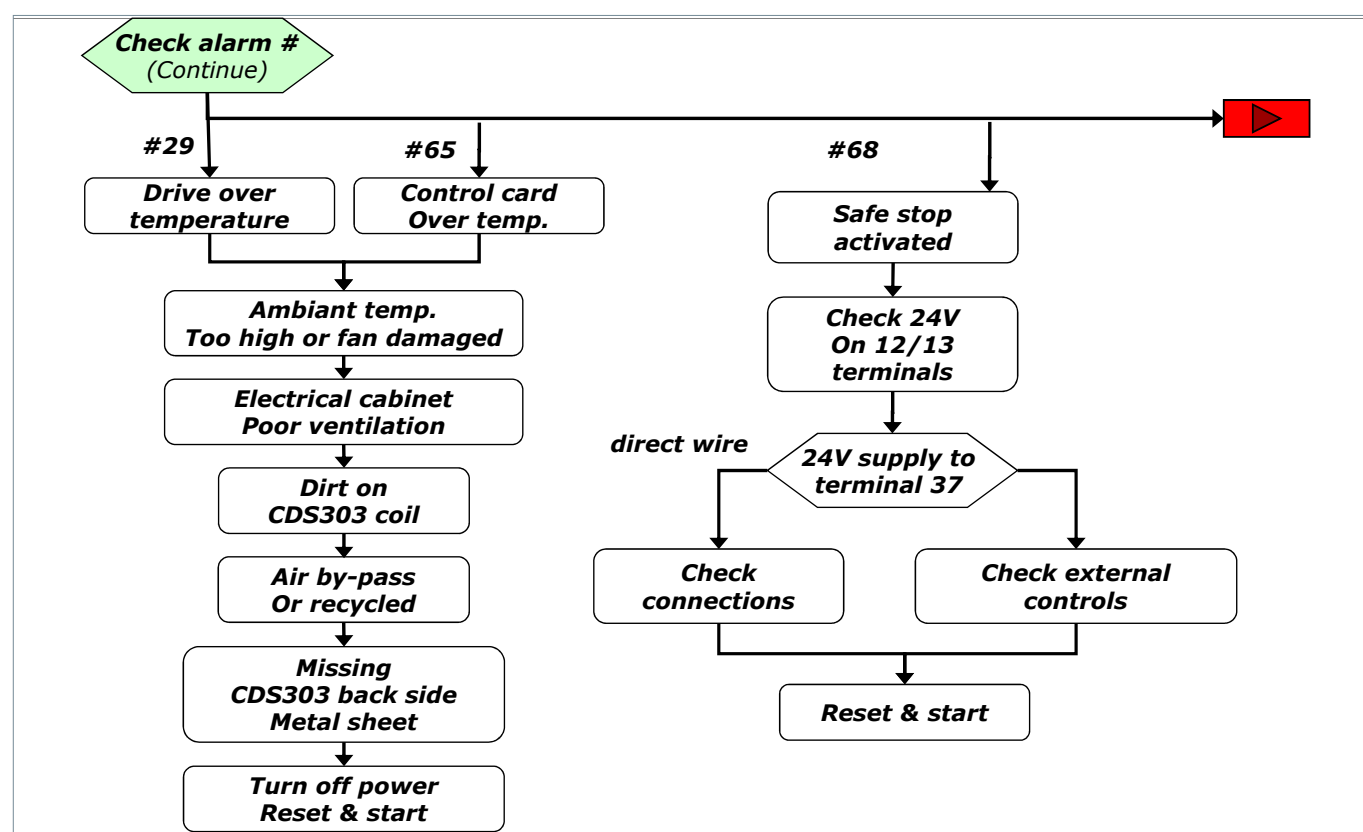 Check alarm #
(Continue)
#29
#65
#68
Drive over
temperature
Control card
Over temp.
Safe stop
activated
Ambiant temp.
Too high or fan damaged
Electrical cabinet
Poor ventilation
Dirt on
CDS303 coil
Air by-pass
Or recycled
Missing
CDS303 back side
Metal sheet
Turn off power
Reset & start
Check 24V
On 12/13
terminals
direct wire
24V supply to
terminal 37
Check
connections
Check external
controls
Reset & start